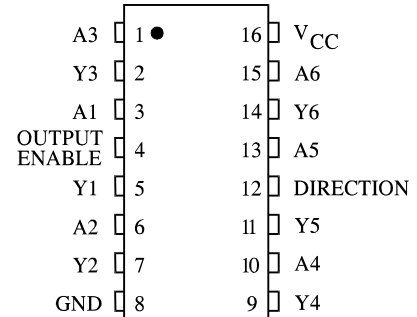 A3 1 16 VCC
Y3 2 15 A6
A1 3 14 Y6
OUTPUT
ENABLE 4 13 A5
Y1 5 12 DIRECTION
A2 6 11 Y5
Y2 7 10 A4
GND 8 9 Y4